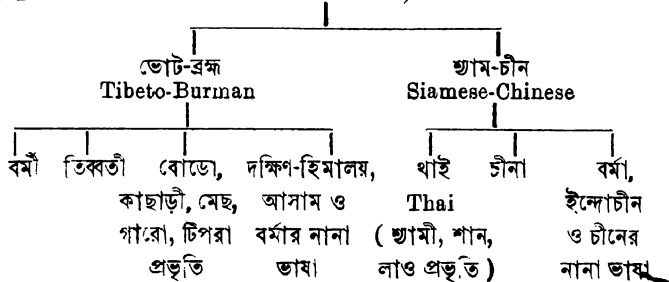 ভোট-ব্রহ্ম শ্যাম-চীন
Tibeto-Burman Siamese-Chinese
বর্মী তিব্বতী বোডো, দক্ষিণ-হিমালয়, থাই চীনা বর্মা,
কাছাড়ী, মেছ, আসাম ও Thai ইন্দোচীন
গারো, টিপরা বর্মার নানা ( শ্যামী, শান, ও চীনের
প্রভৃতি ভাষা লাও প্রভৃতি ) নানা ভাষা